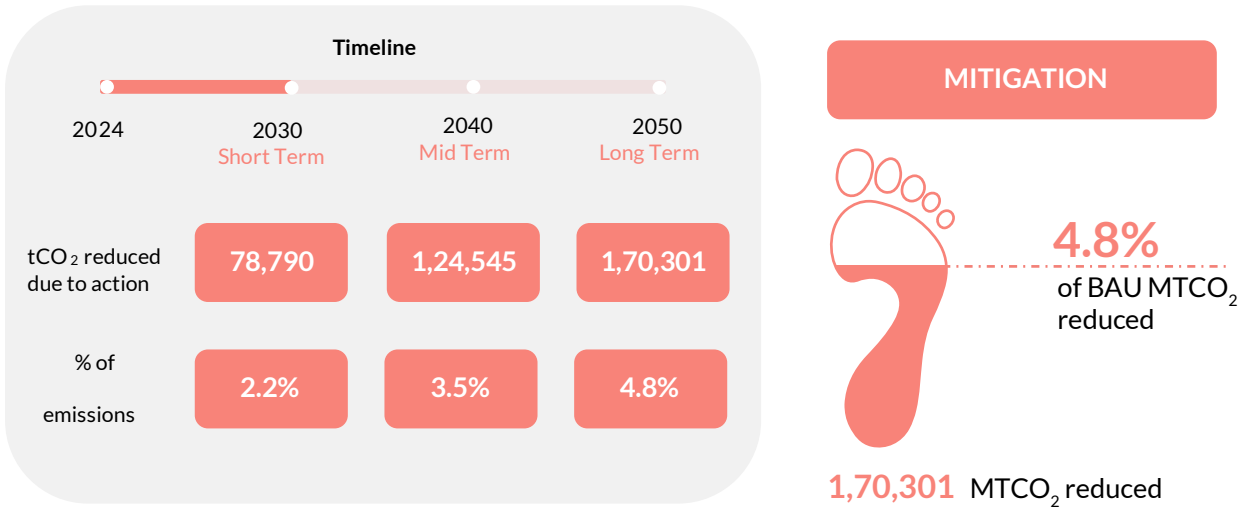 Timeline
2024
2030
Short Term
2040
Mid Term
2050
Long Term
tCO₂ reduced
due to action
78,790
1,24,545
1,70,301
% of
emissions
2.2%
3.5%
4.8%
MITIGATION
4.8%
of BAU MTCO₂
reduced
1,70,301 MTCO₂ reduced